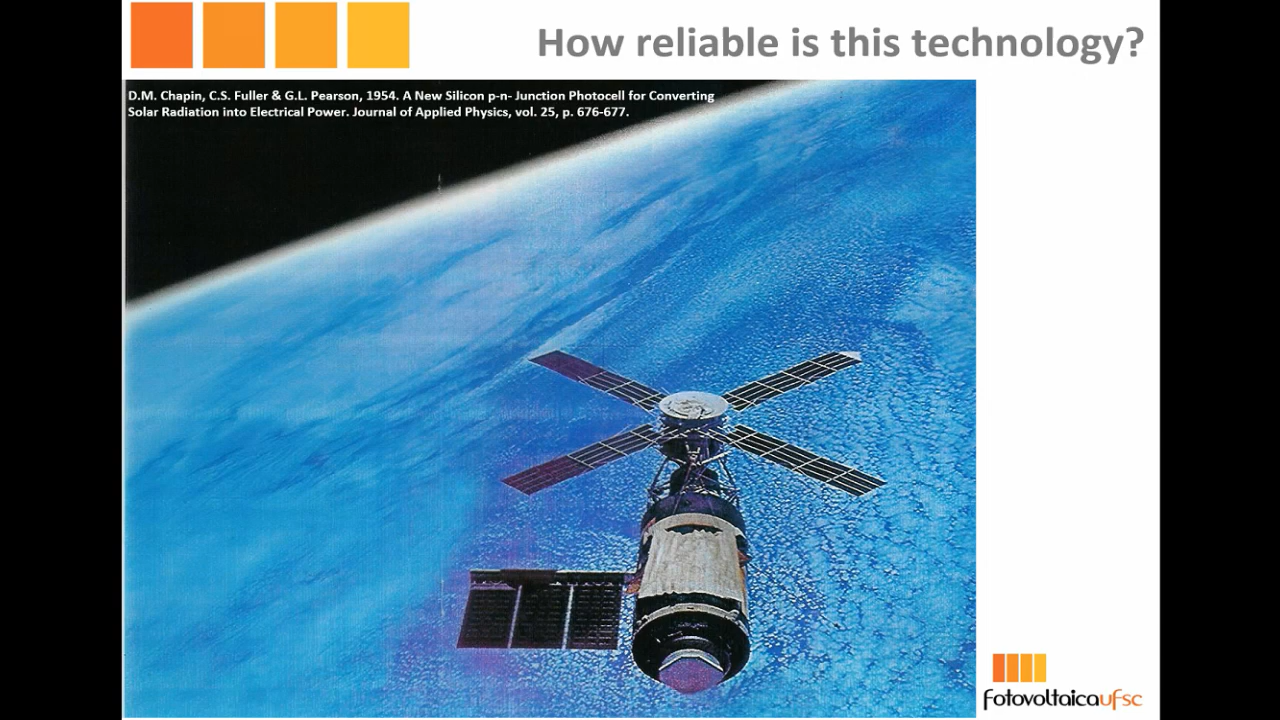 How reliable is this technology?
D.M. Chapin, C.S. Fuller & G.L. Pearson, 1954. A New Silicon p-n- Junction Photocell for Converting
Solar Radiation into Electrical Power. Journal of Applied Physics, vol. 25, p. 676-677.
fotovoltaicaufsc